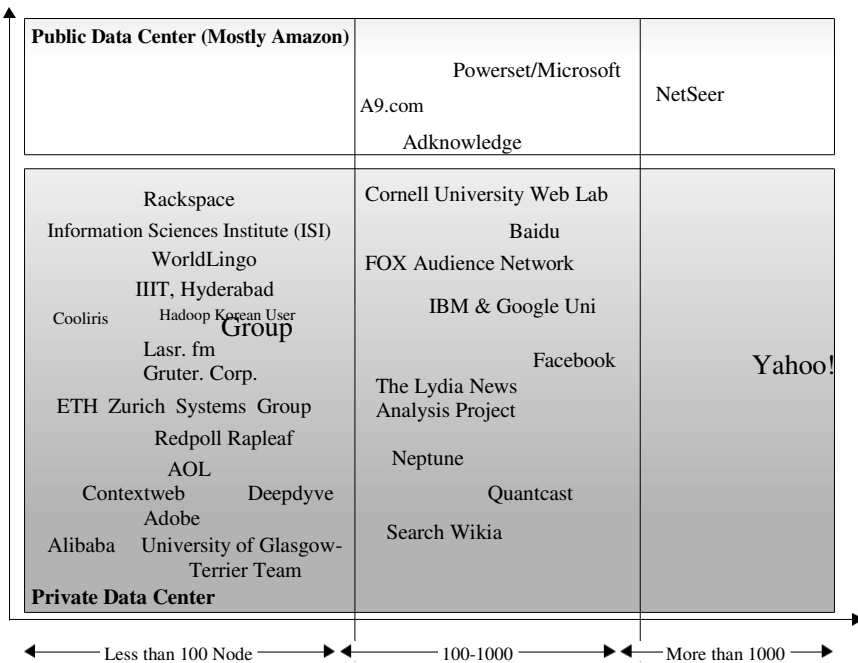 Public Data Center (Mostly Amazon)
Powerset/Microsoft
A9.com
Adknowledge
NetSeer
Rackspace
Information Sciences Institute (ISI)
WorldLingo
IIIT, Hyderabad
Cooliris
Hadoop Korean User
Group
Lasr. fm
Gruter. Corp.
ETH Zurich Systems Group
Redpoll Rapleaf
AOL
Contextweb
Deepdyve
Adobe
Alibaba
University of Glasgow-
Terrier Team
Private Data Center
Cornell University Web Lab
Baidu
FOX Audience Network
IBM & Google Uni
Facebook
The Lydia News
Analysis Project
Neptune
Quantcast
Search Wikia
Yahoo!
Less than 100 Node
100-1000
More than 1000